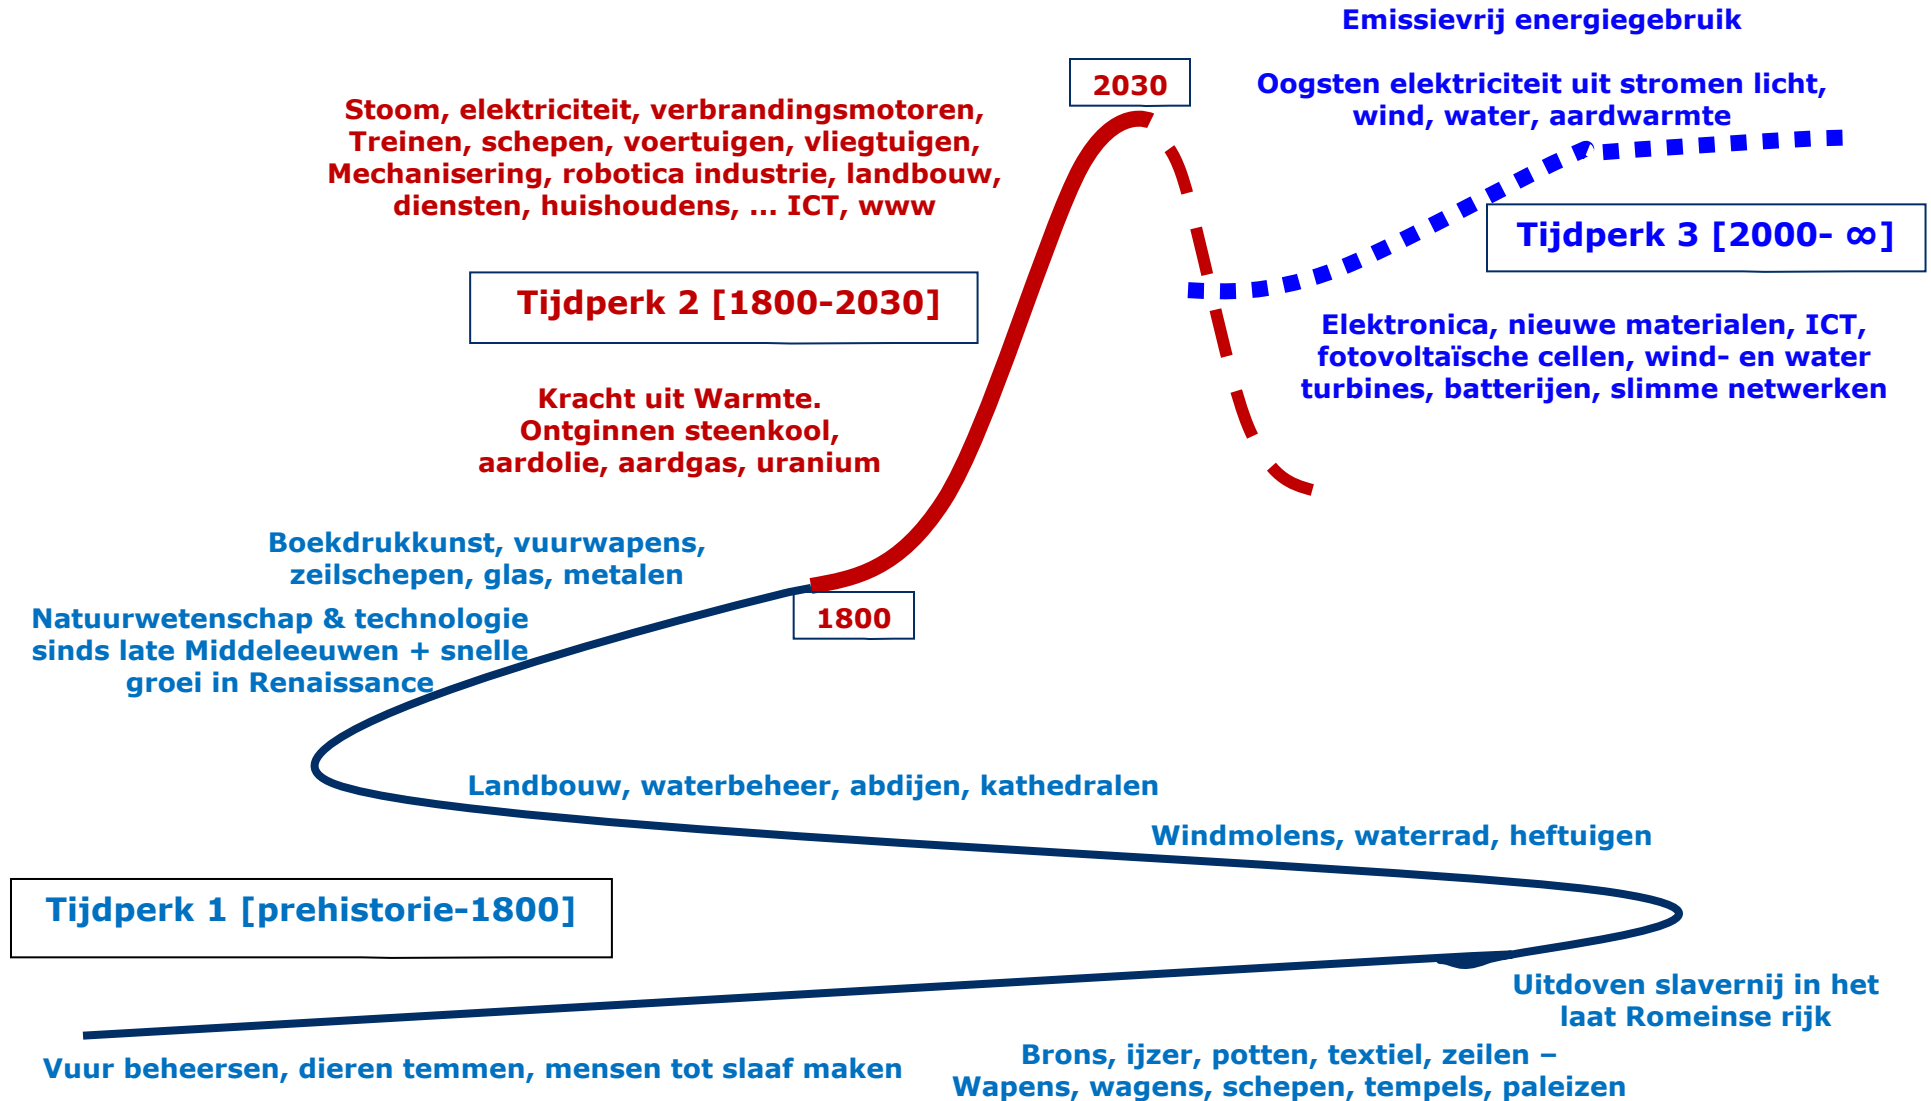 Emissievrij energiegebruik
2030
Oogsten elektriciteit uit stromen licht,
wind, water, aardwarmte
Stoom, elektriciteit, verbrandingsmotoren,
Treinen, schepen, voertuigen, vliegtuigen,
Mechanisering, robotica industrie, landbouw,
diensten, huishoudens, ... ICT, www
Tijdperk 3 [2000- ∞]
Tijdperk 2 [1800-2030]
Elektronica, nieuwe materialen, ICT,
fotovoltaïsche cellen, wind- en water
turbines, batterijen, slimme netwerken
Kracht uit Warmte.
Ontginnen steenkool,
aardolie, aardgas, uranium
Boekdrukkunst, vuurwapens,
zeilschepen, glas, metalen
1800
Natuurwetenschap & technologie
sinds late Middeleeuwen + snelle
groei in Renaissance
Landbouw, waterbeheer, abdijen, kathedralen
Windmolens, waterrad, heftuigen
Tijdperk 1 [prehistorie-1800]
Uitdoven slavernij in het
laat Romeinse rijk
Vuur beheersen, dieren temmen, mensen tot slaaf maken
Brons, ijzer, potten, textiel, zeilen –
Wapens, wagens, schepen, tempels, paleizen